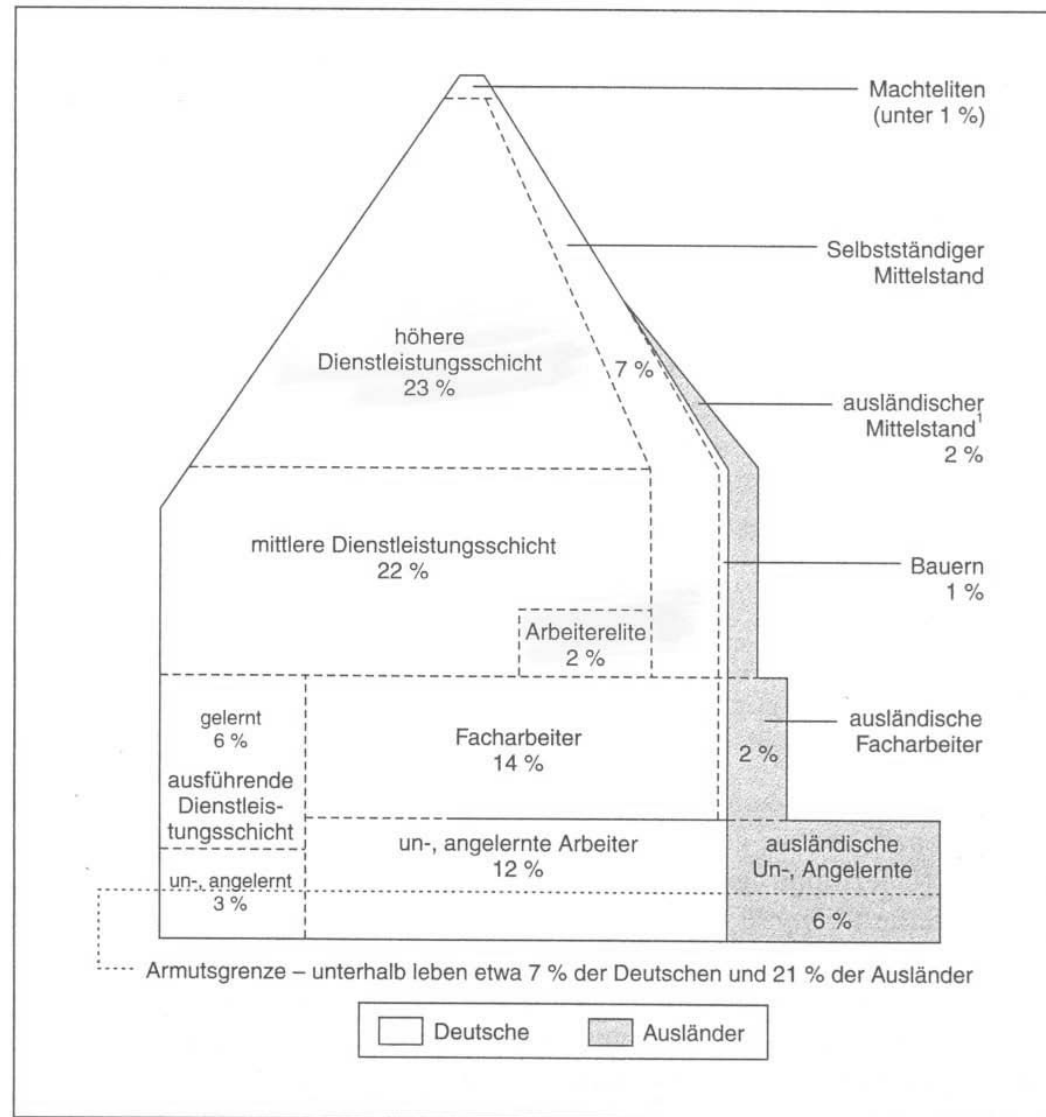 Machteliten
(unter 1 %)
Selbstständiger
Mittelstand
höhere
Dienstleistungsschicht
23 %
7 %
ausländischer
Mittelstand¹
2 %
mittlere Dienstleistungsschicht
22 %
Bauern
1 %
Arbeiterelite
2 %
gelernt
6 %
ausführende
Dienstleis-
tungsschicht
Facharbeiter
14 %
2 %
ausländische
Facharbeiter
un-, angelernt
3 %
un-, angelernte Arbeiter
12 %
ausländische
Un-, Angelernte
6 %
Armutsgrenze – unterhalb leben etwa 7 % der Deutschen und 21 % der Ausländer
Deutsche
Ausländer